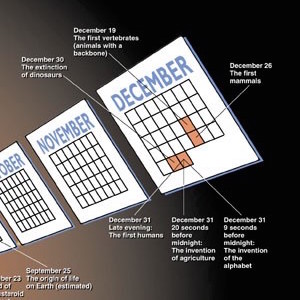 December 19
The first vertebrates
(animals with a
backbone)
December 30
The extinction
of dinosaurs
December 26
The first
mammals
DECEMBER
NOVEMBER
OBER
December 31
Late evening:
The first humans
December 31
20 seconds
before
midnight:
The invention
of agriculture
December 31
9 seconds
before
midnight:
The invention
of the
alphabet
September 25
The origin of life
on Earth (estimated)
ber 23
d of
asteroid